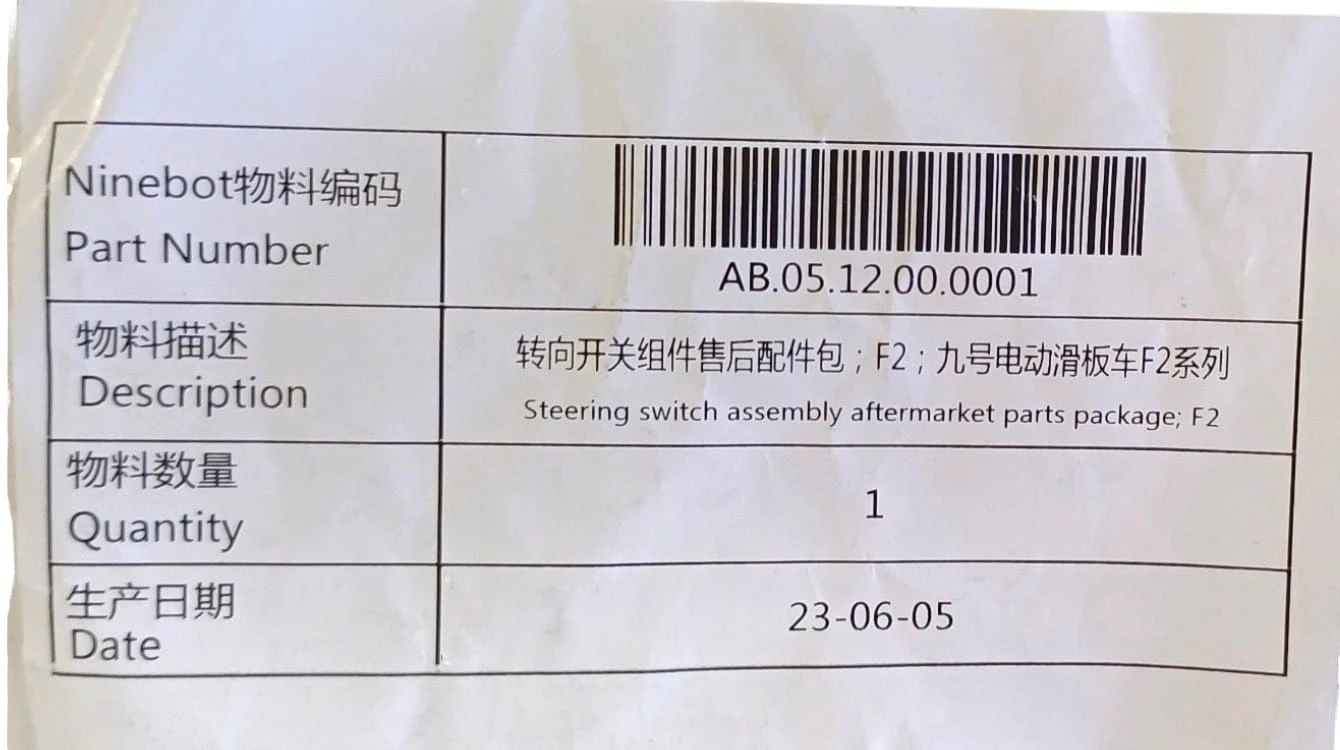 Ninebot物料编码
Part Number
AB.05.12.00.0001
物料描述
Description
转向开关组件售后配件包；F2；九号电动滑板车F2系列
Steering switch assembly aftermarket parts package; F2
物料数量
Quantity
1
生产日期
Date
23-06-05